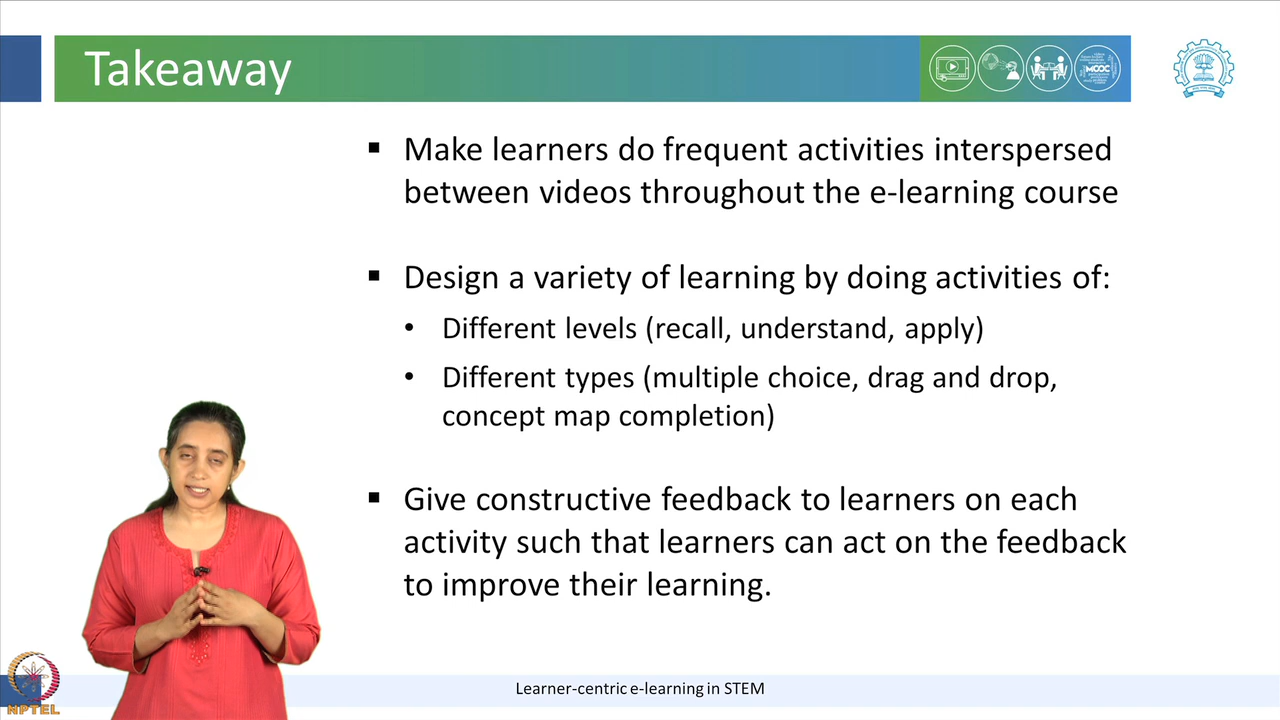 Takeaway
MOOC
▪ Make learners do frequent activities interspersed
between videos throughout the e-learning course
▪ Design a variety of learning by doing activities of:
• Different levels (recall, understand, apply)
• Different types (multiple choice, drag and drop,
concept map completion)
▪ Give constructive feedback to learners on each
activity such that learners can act on the feedback
to improve their learning.
Learner-centric e-learning in STEM
NPTEL